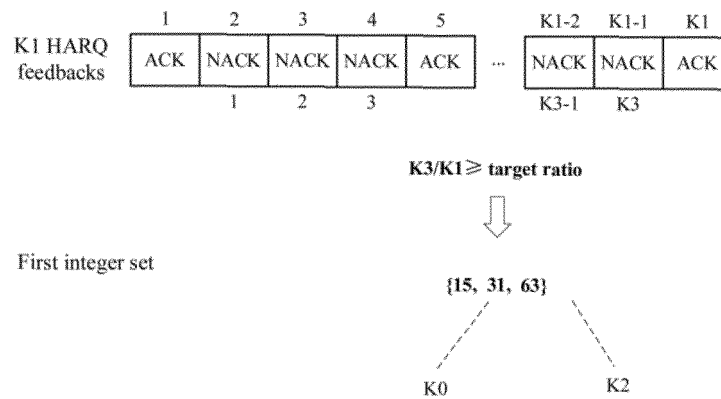 1 2 3 4 5 K1-2 K1-1 K1
K1 HARQ feedbacks
ACK NACK NACK NACK ACK ... NACK NACK ACK
1 2 3 K3-1 K3
K3/K1 ≥ target ratio
First integer set
{15, 31, 63}
K0 K2